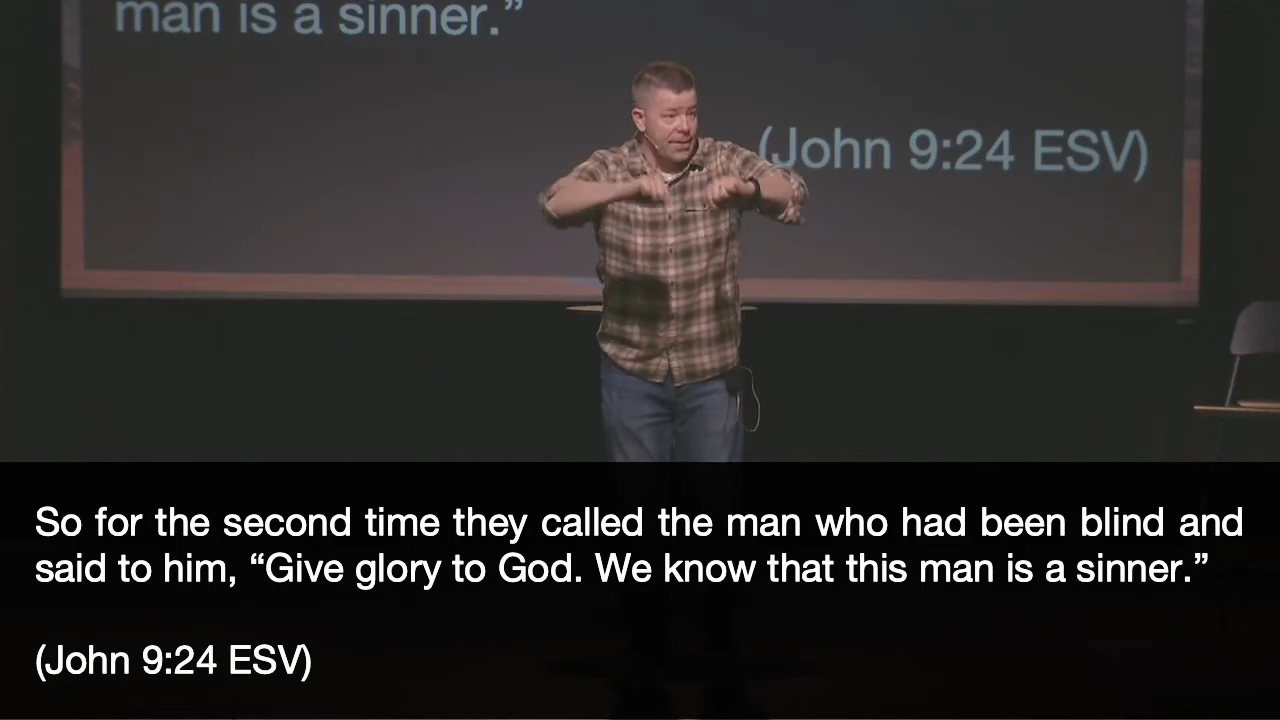 man is a sinner.”
(John 9:24 ESV)
So for the second time they called the man who had been blind and
said to him, “Give glory to God. We know that this man is a sinner.”
(John 9:24 ESV)